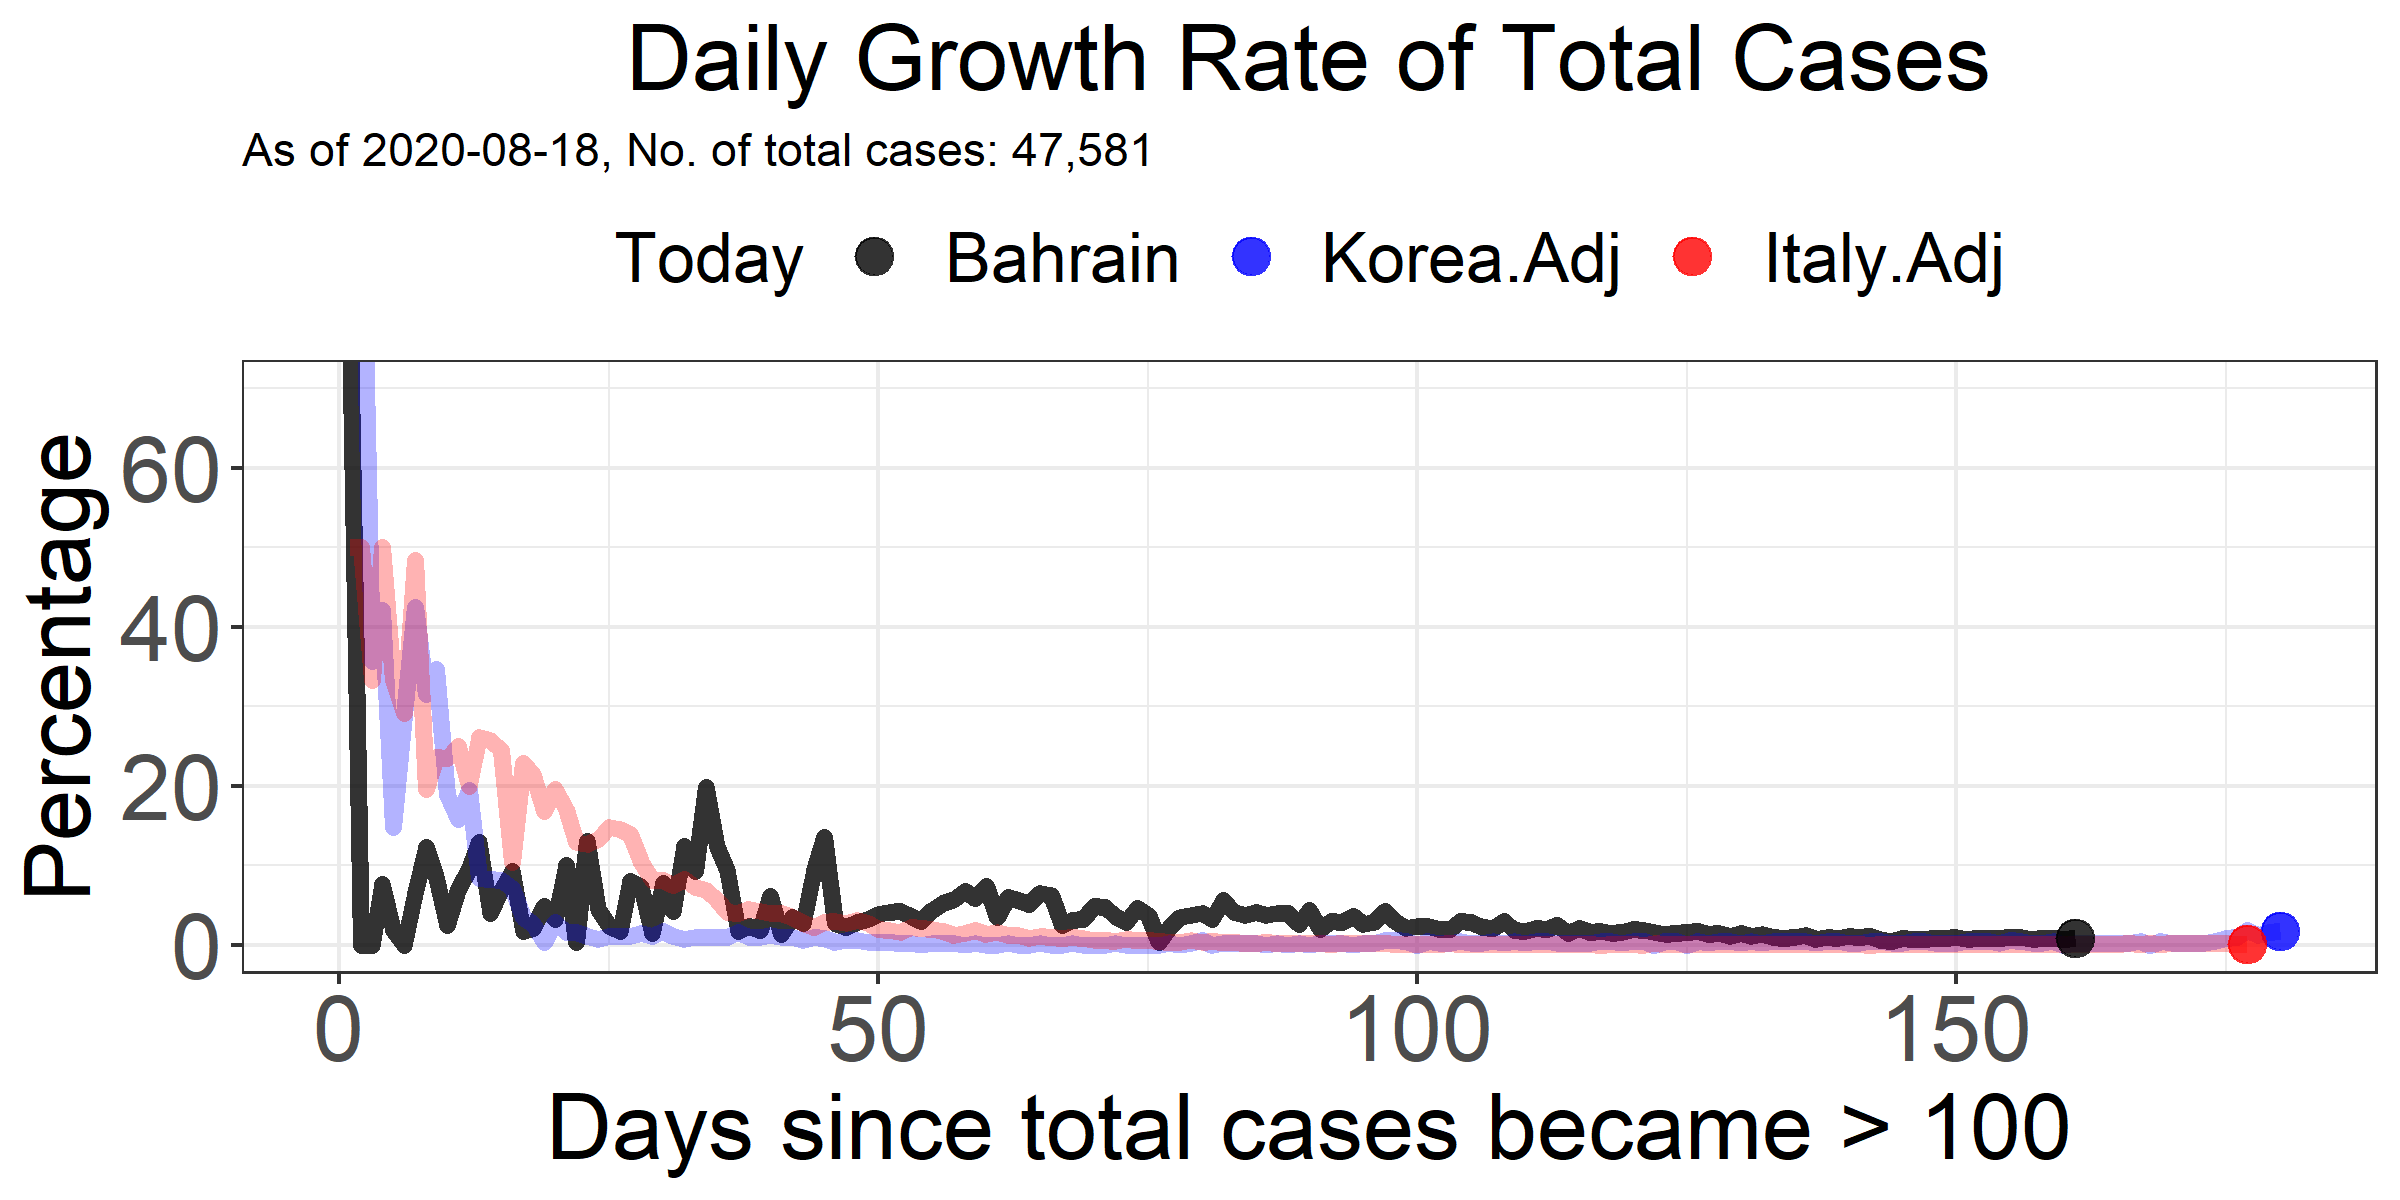 Daily Growth Rate of Total Cases
As of 2020-08-18, No. of total cases: 47,581
Today Bahrain Korea.Adj Italy.Adj
Percentage
60
40
20
0
0 50 100 150
Days since total cases became > 100